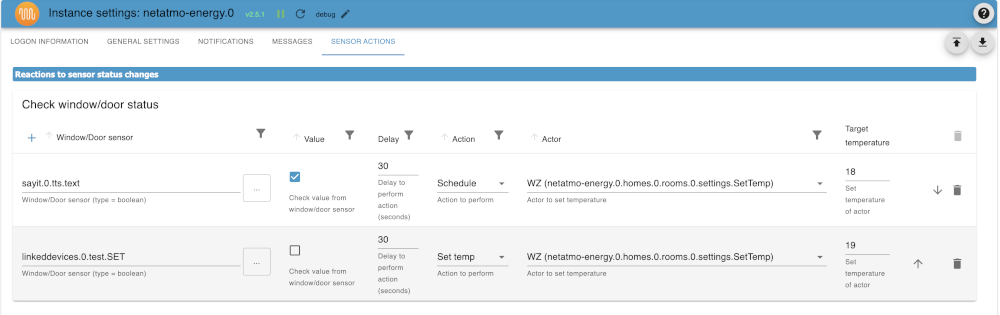 Instance settings: netatmo-energy.0 v2.5.1 debug
LOGON INFORMATION GENERAL SETTINGS NOTIFICATIONS MESSAGES SENSOR ACTIONS
Reactions to sensor status changes
Check window/door status
+ Window/Door sensor Value Delay Action Actor Target temperature
sayit.0.tts.text
...
Window/Door sensor (type = boolean)
Check value from window/door sensor
30
Delay to perform action (seconds)
Schedule
Action to perform
WZ (netatmo-energy.0.homes.0.rooms.0.settings.SetTemp)
Actor to set temperature
18
Set temperature of actor
linkeddevices.0.test.SET
...
Window/Door sensor (type = boolean)
Check value from window/door sensor
30
Delay to perform action (seconds)
Set temp
Action to perform
WZ (netatmo-energy.0.homes.0.rooms.0.settings.SetTemp)
Actor to set temperature
19
Set temperature of actor